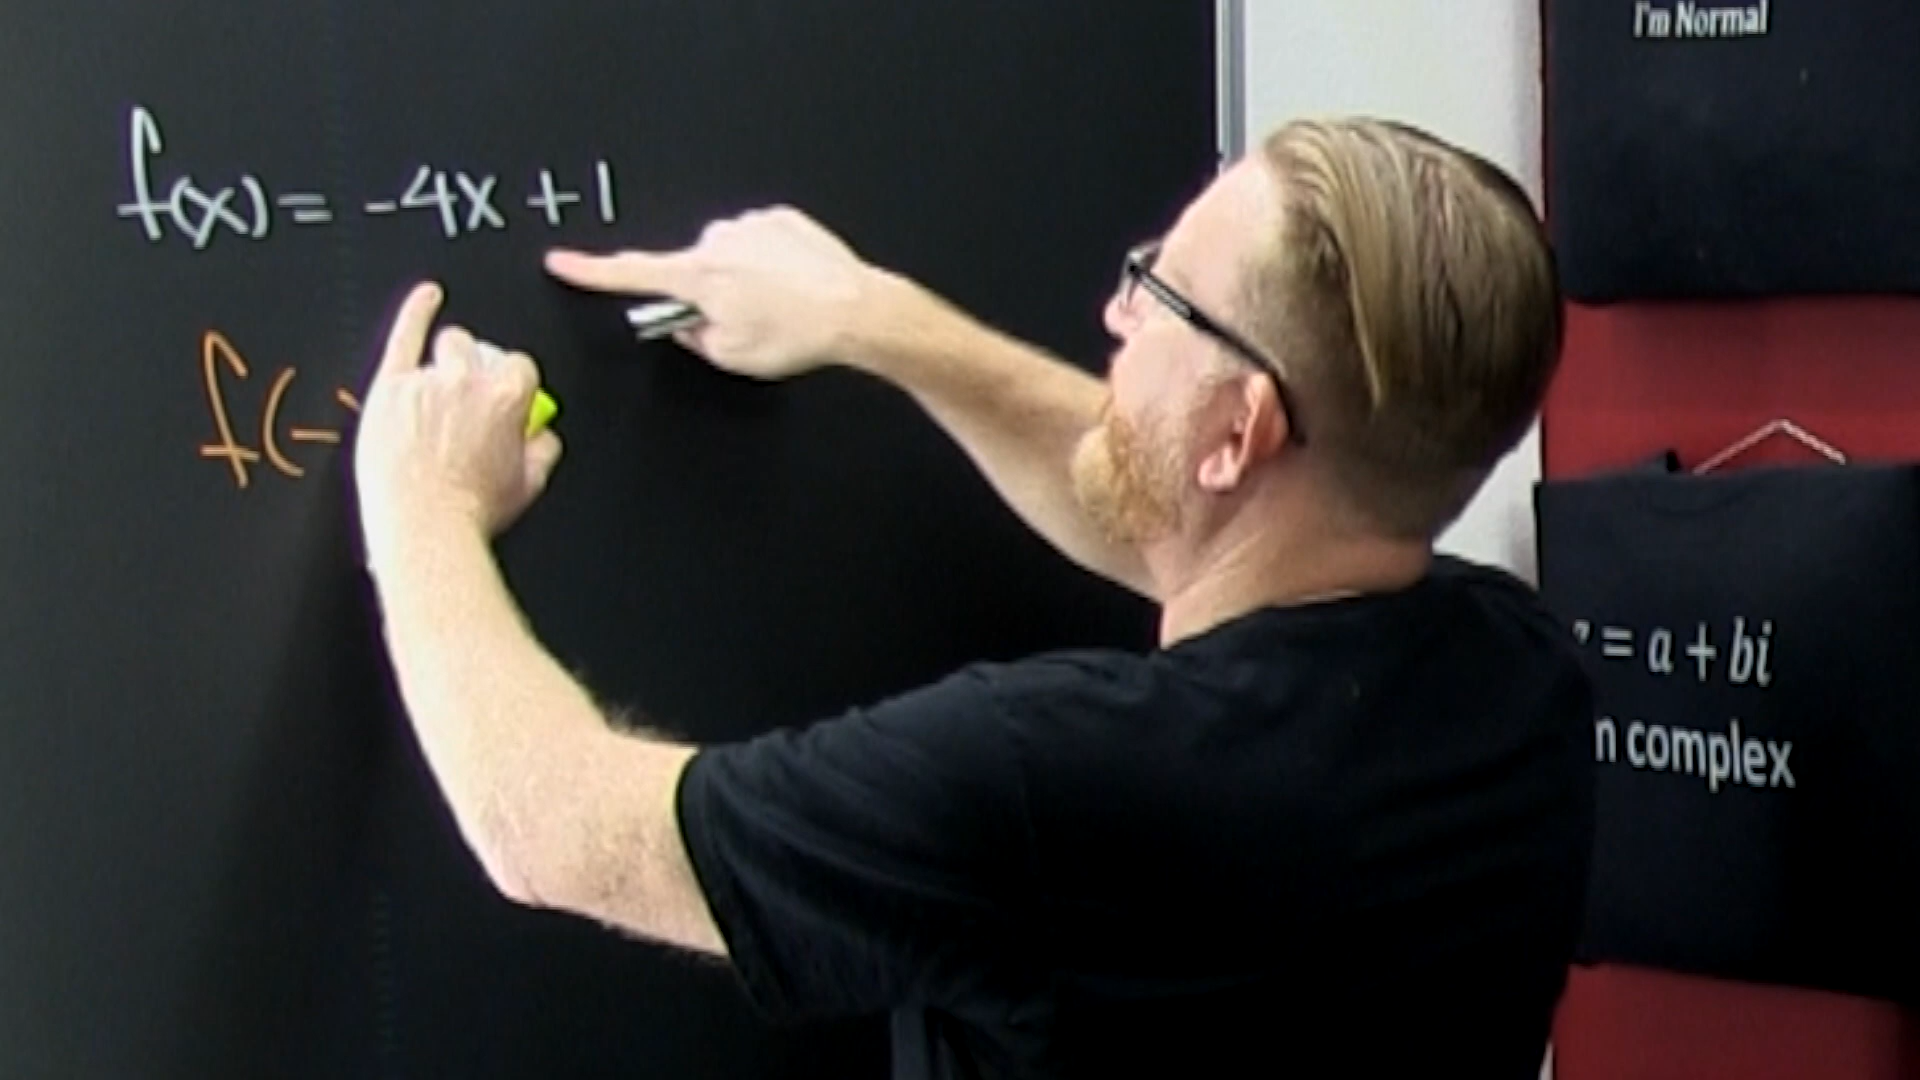 f(x) = -4x + 1
f(-
I'm Normal
= a + bi
complex